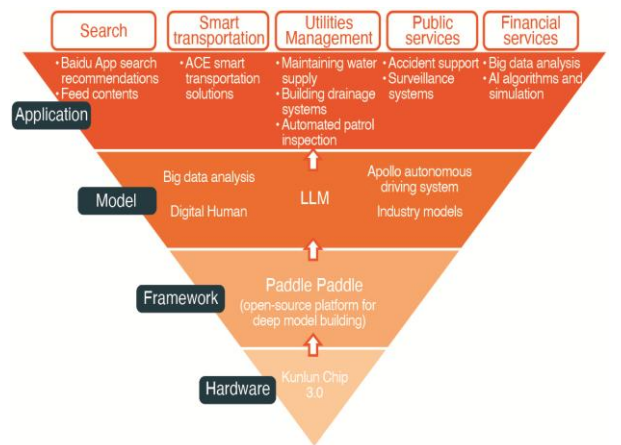 Search
Smart
transportation
Utilities
Management
Public
services
Financial
services
•Baidu App search
recommendations
•Feed contents
•ACE smart
transportation
solutions
•Maintaining water
supply
•Building drainage
systems
•Automated patrol
inspection
•Accident support
•Surveillance
systems
•Big data analysis
•AI algorithms and
simulation
Application
Model
Big data analysis
Digital Human
LLM
Apollo autonomous
driving system
Industry models
Framework
Paddle Paddle
(open-source platform for
deep model building)
Hardware
Kunlun Chip
3.0